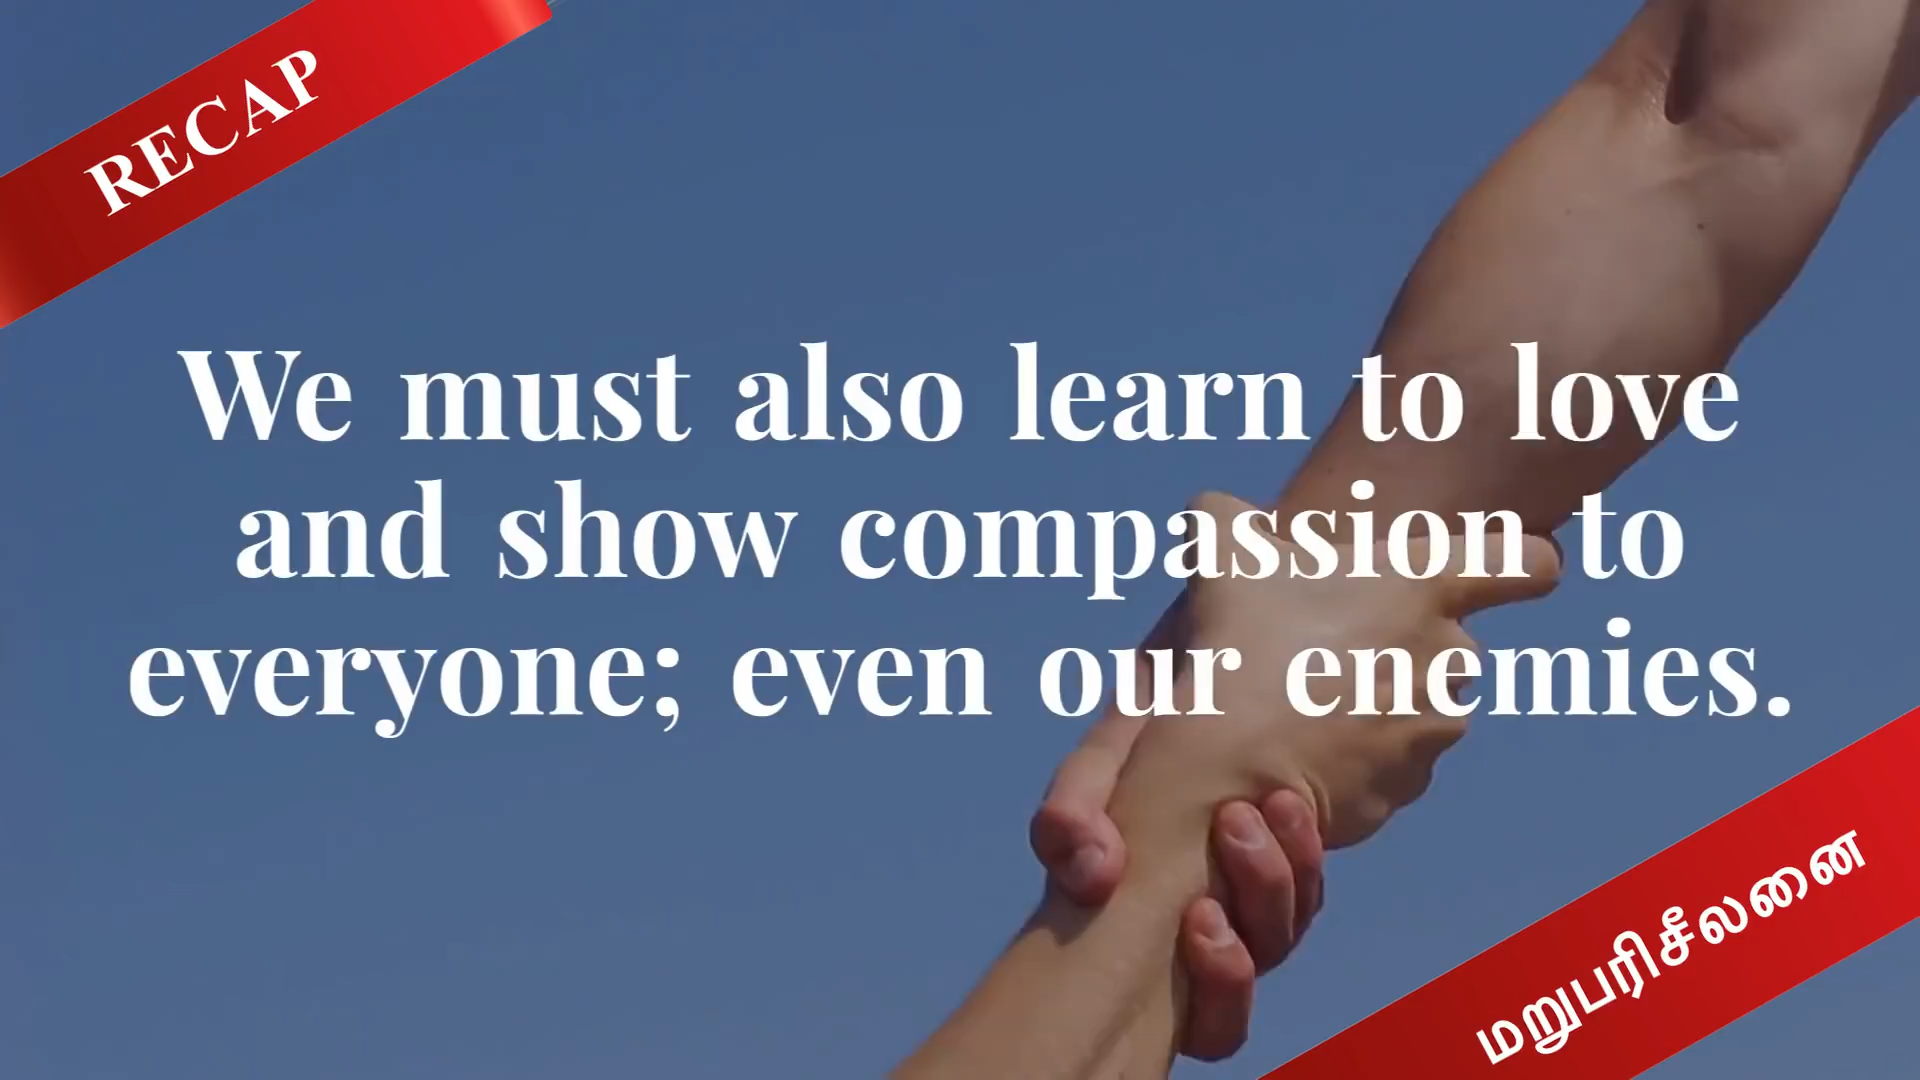 RECAP
We must also learn to love
and show compassion to
everyone; even our enemies.
மறுபரிசீலனை